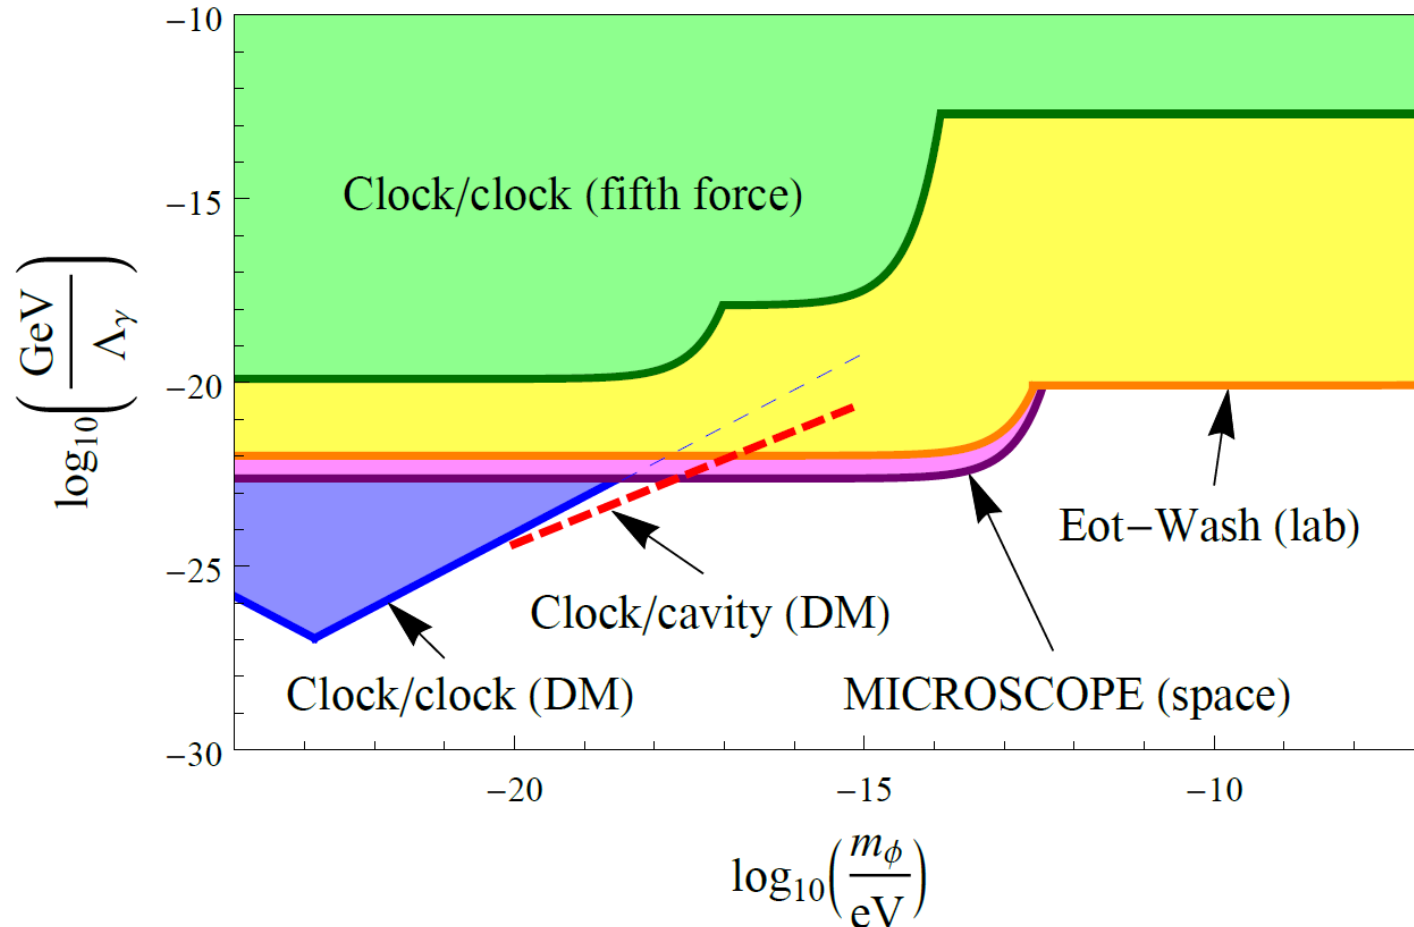 −10
Clock/clock (fifth force)
−15
log10(GeV/Λγ)
−20
Eot−Wash (lab)
−25
Clock/cavity (DM)
Clock/clock (DM)
MICROSCOPE (space)
−30
−20 −15 −10
log10(mϕ/eV)